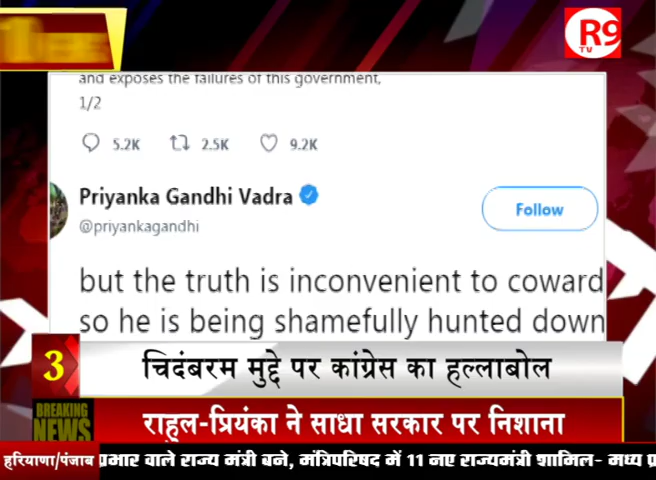 R9
TV
and exposes the failures of this government,
1/2
5.2K 2.5K 9.2K
Priyanka Gandhi Vadra
@priyankagandhi
Follow
but the truth is inconvenient to coward
so he is being shamefully hunted down
3 चिदंबरम मुद्दे पर कांग्रेस का हल्लाबोल
BREAKING
NEWS
राहुल-प्रियंका ने साधा सरकार पर निशाना
हरियाणा/पंजाब प्रभार वाले राज्य मंत्री बने, मंत्रिपरिषद में 11 नए राज्यमंत्री शामिल- मध्य प्र